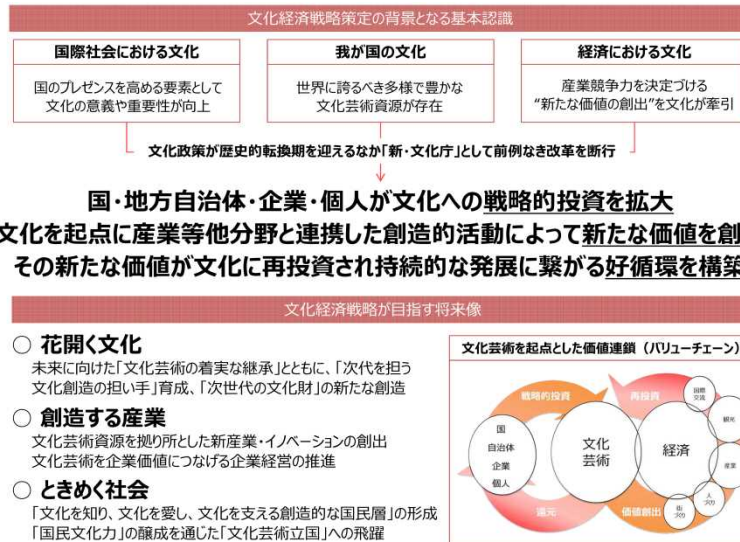 文化経済戦略策定の背景となる基本認識
国際社会における文化
国のプレゼンスを高める要素として
文化の意義や重要性が向上
我が国の文化
世界に誇るべき多様で豊かな
文化芸術資源が存在
経済における文化
産業競争力を決定づける
“新たな価値の創出”を文化が牽引
文化政策が歴史的転換期を迎えるなか「新・文化庁」として前例なき改革を断行
国・地方自治体・企業・個人が文化への戦略的投資を拡大
文化を起点に産業等他分野と連携した創造的活動によって新たな価値を創
その新たな価値が文化に再投資され持続的な発展に繋がる好循環を構築
文化経済戦略が目指す将来像
○ 花開く文化
未来に向けた「文化芸術の着実な継承」とともに、「次代を担う
文化創造の担い手」育成、「次世代の文化財」の新たな創造
○ 創造する産業
文化芸術資源を拠り所とした新産業・イノベーションの創出
文化芸術を企業価値につなげる企業経営の推進
○ ときめく社会
「文化を知り、文化を愛し、文化を支える創造的な国民層」の形成
「国民文化力」の醸成を通じた「文化芸術立国」への飛躍
文化芸術を起点とした価値連鎖（バリューチェーン）
戦略的投資
再投資
国
自治体
企業
個人
文化
芸術
経済
国際
交流
観光
産業
人
づくり
街
づくり
還元
価値創出